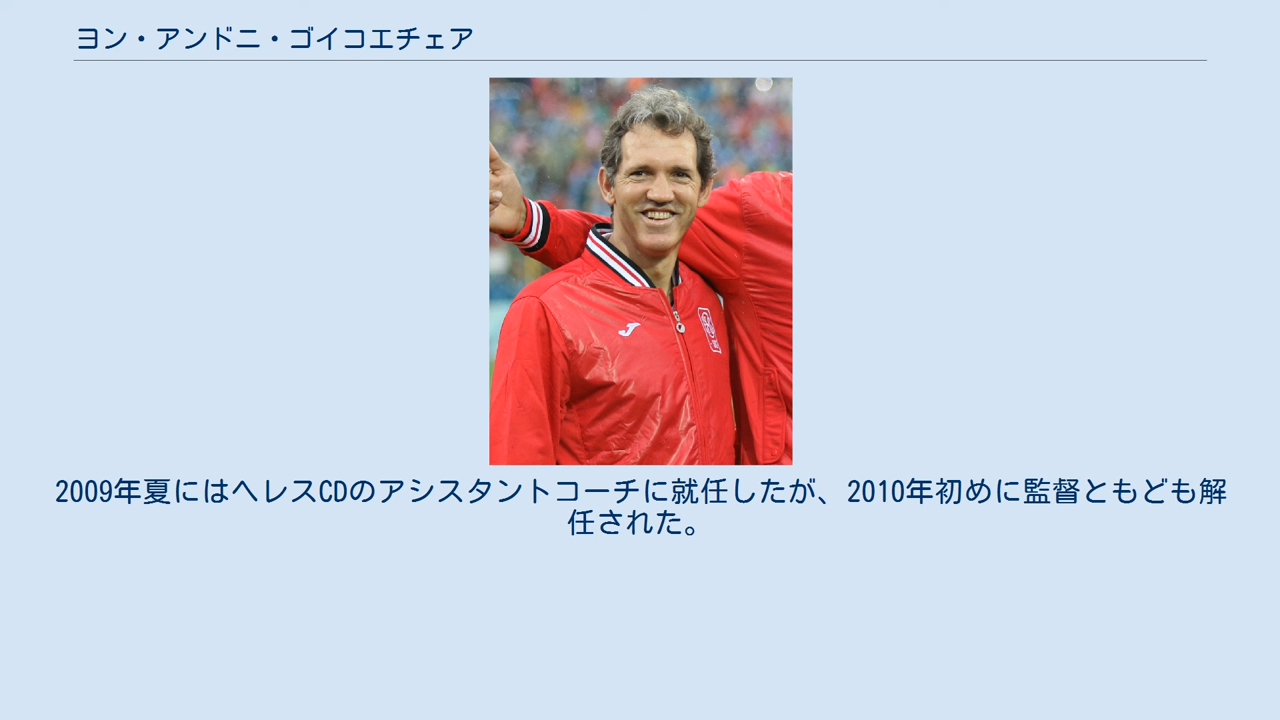 ヨン・アンドニ・ゴイコエチェア
2009年夏にはヘレスCDのアシスタントコーチに就任したが、2010年初めに監督ともども解
任された。